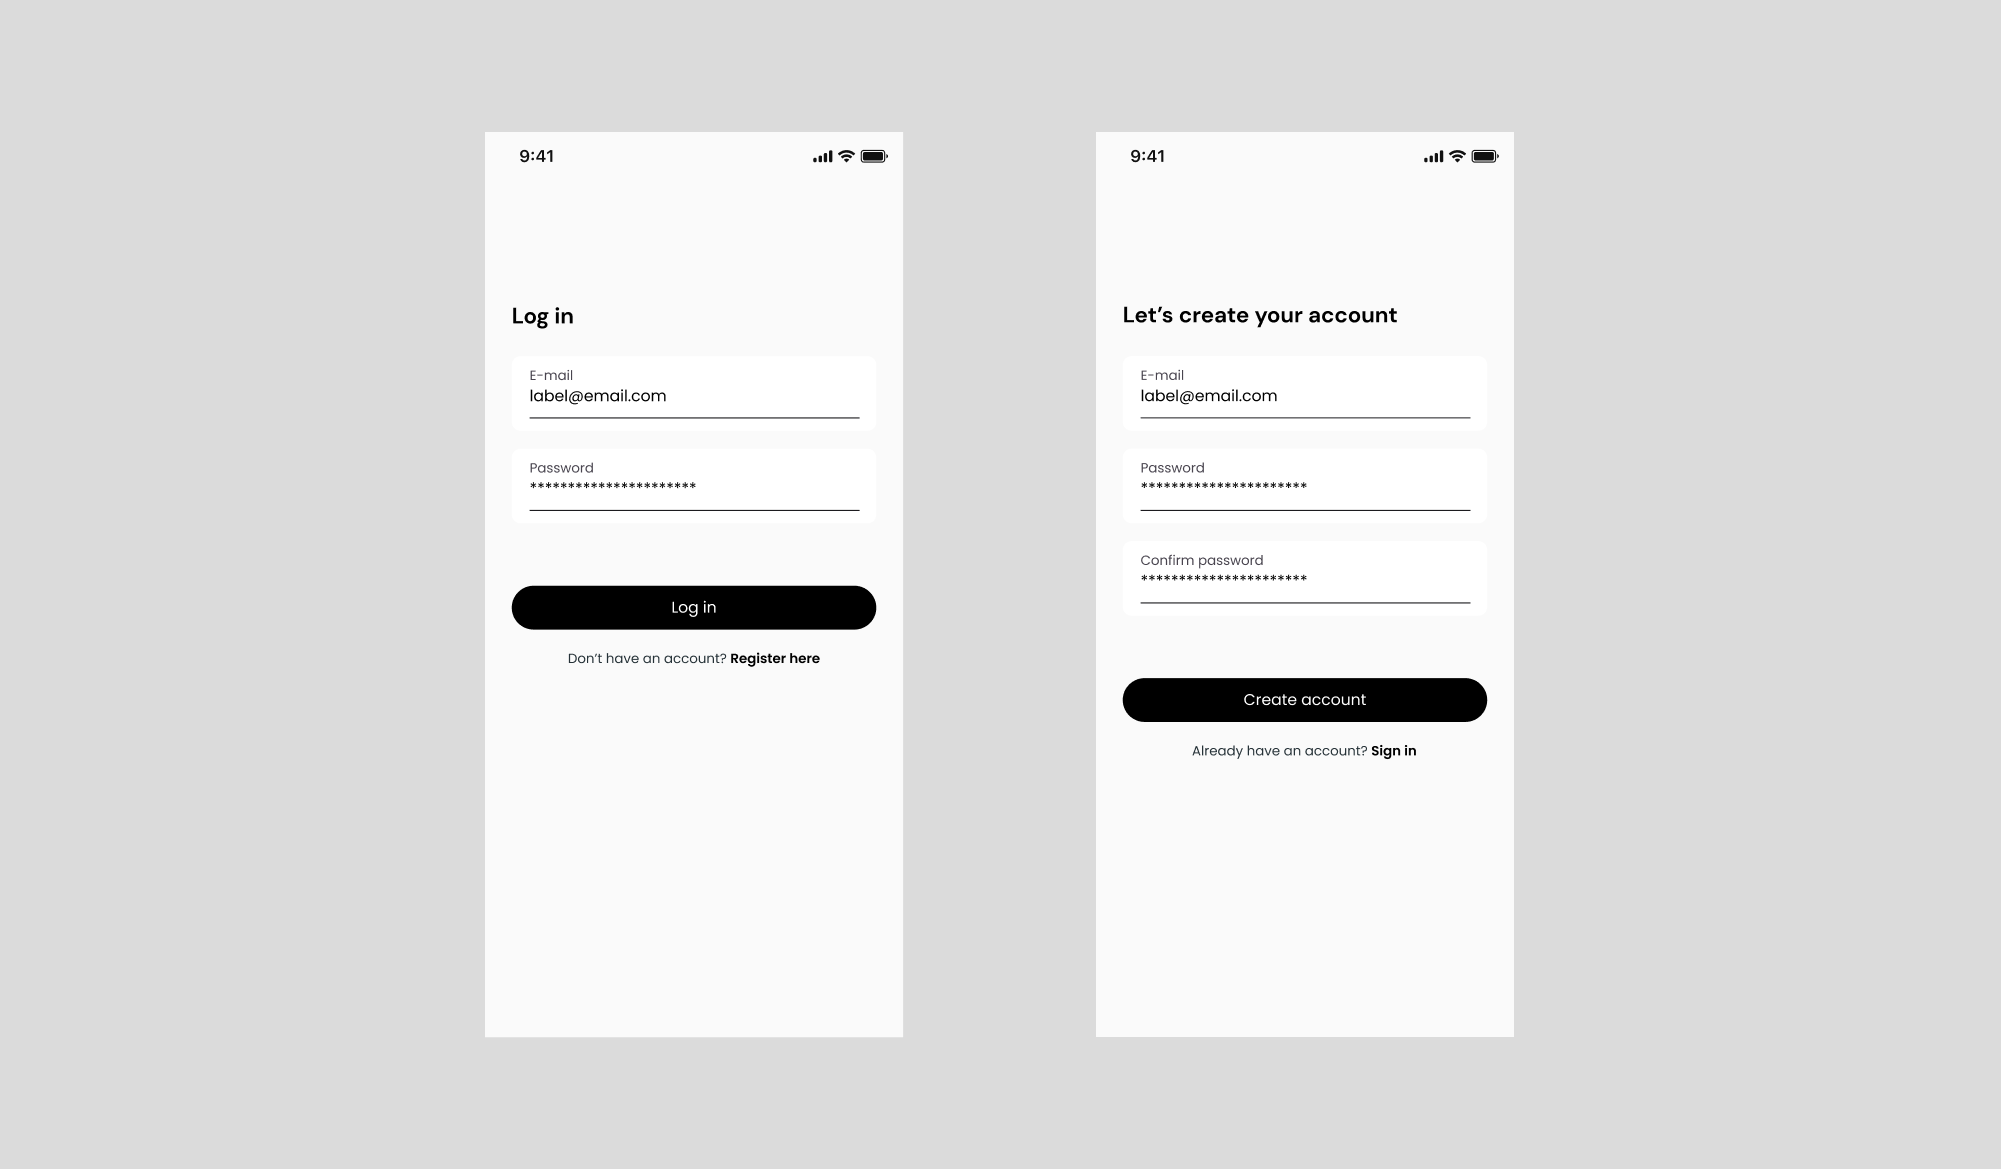 9:41
Log in
E-mail
label@email.com
Password
**********************
Log in
Don’t have an account? Register here
9:41
Let’s create your account
E-mail
label@email.com
Password
**********************
Confirm password
**********************
Create account
Already have an account? Sign in